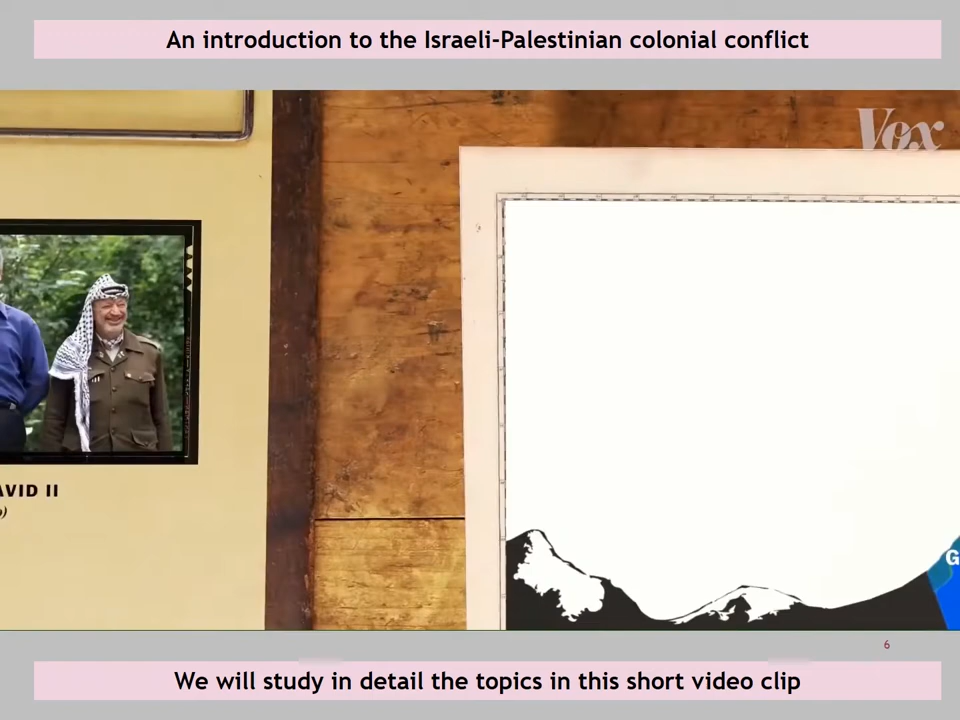 An introduction to the Israeli-Palestinian colonial conflict
Vox
AVID II
G
6
We will study in detail the topics in this short video clip